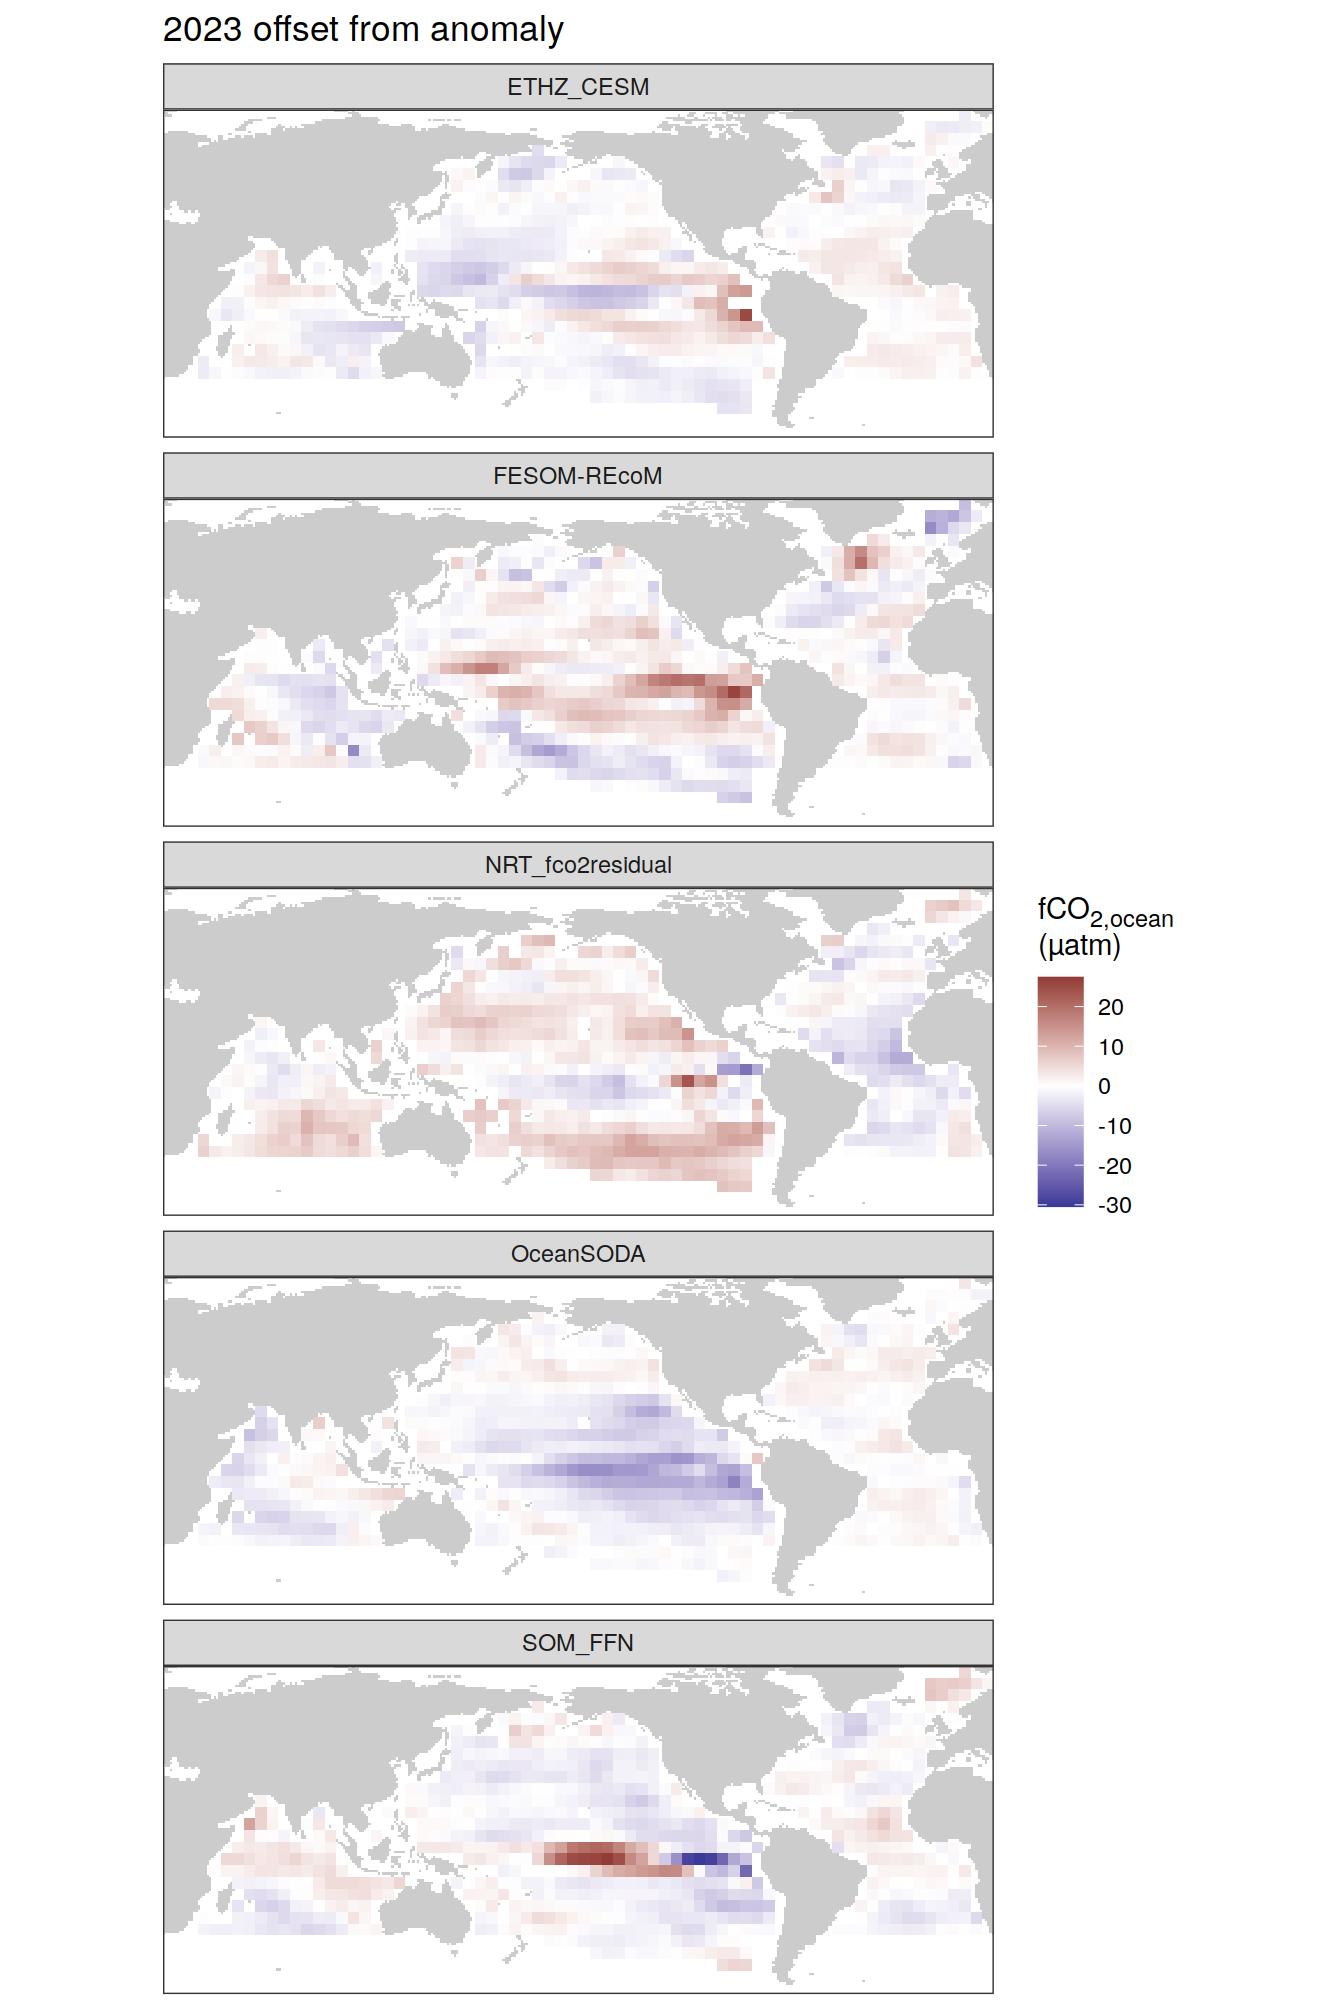 2023 offset from anomaly
ETHZ_CESM
FESOM-REcoM
NRT_fco2residual
fCO2,ocean
(µatm)
20
10
0
-10
-20
-30
OceanSODA
SOM_FFN